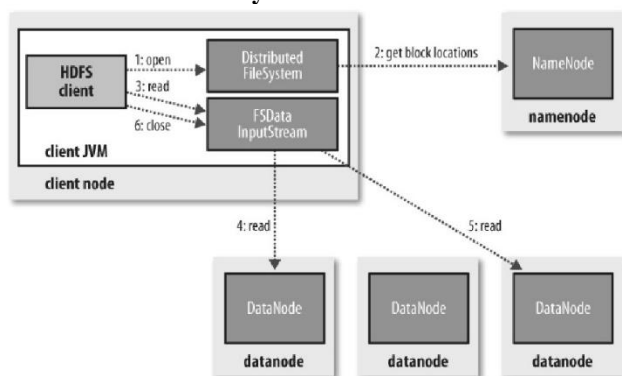 1: open
HDFS
client
3: read
6: close
Distributed
FileSystem
FSData
InputStream
client JVM
client node
2: get block locations
NameNode
namenode
4: read
5: read
DataNode
datanode
DataNode
datanode
DataNode
datanode